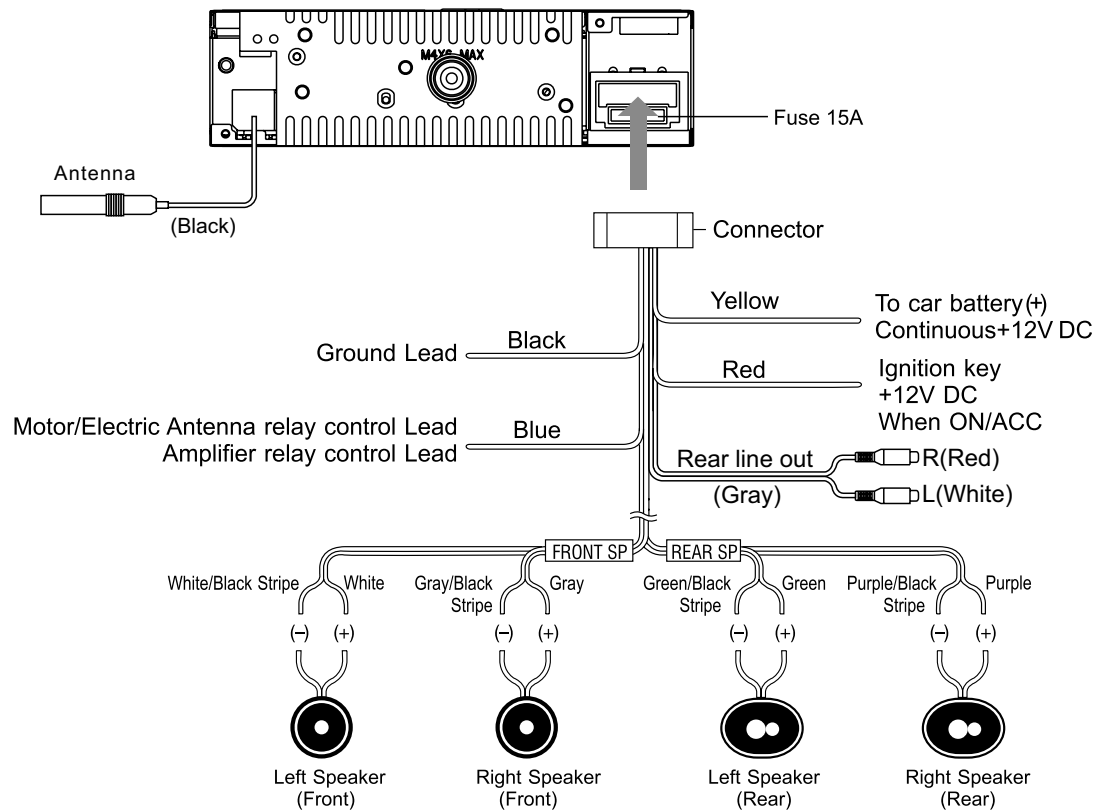 M4X6 MAX
Fuse 15A
Antenna
(Black)
Connector
Yellow
To car battery(+)
Continuous+12V DC
Black
Ground Lead
Red
Ignition key
+12V DC
When ON/ACC
Motor/Electric Antenna relay control Lead
Amplifier relay control Lead
Blue
Rear line out
(Gray)
R(Red)
L(White)
FRONT SP
REAR SP
White/Black Stripe
White
Gray/Black
Stripe
Gray
Green/Black
Stripe
Green
Purple/Black
Stripe
Purple
(−)
(+)
(−)
(+)
(−)
(+)
(−)
(+)
Left Speaker
(Front)
Right Speaker
(Front)
Left Speaker
(Rear)
Right Speaker
(Rear)